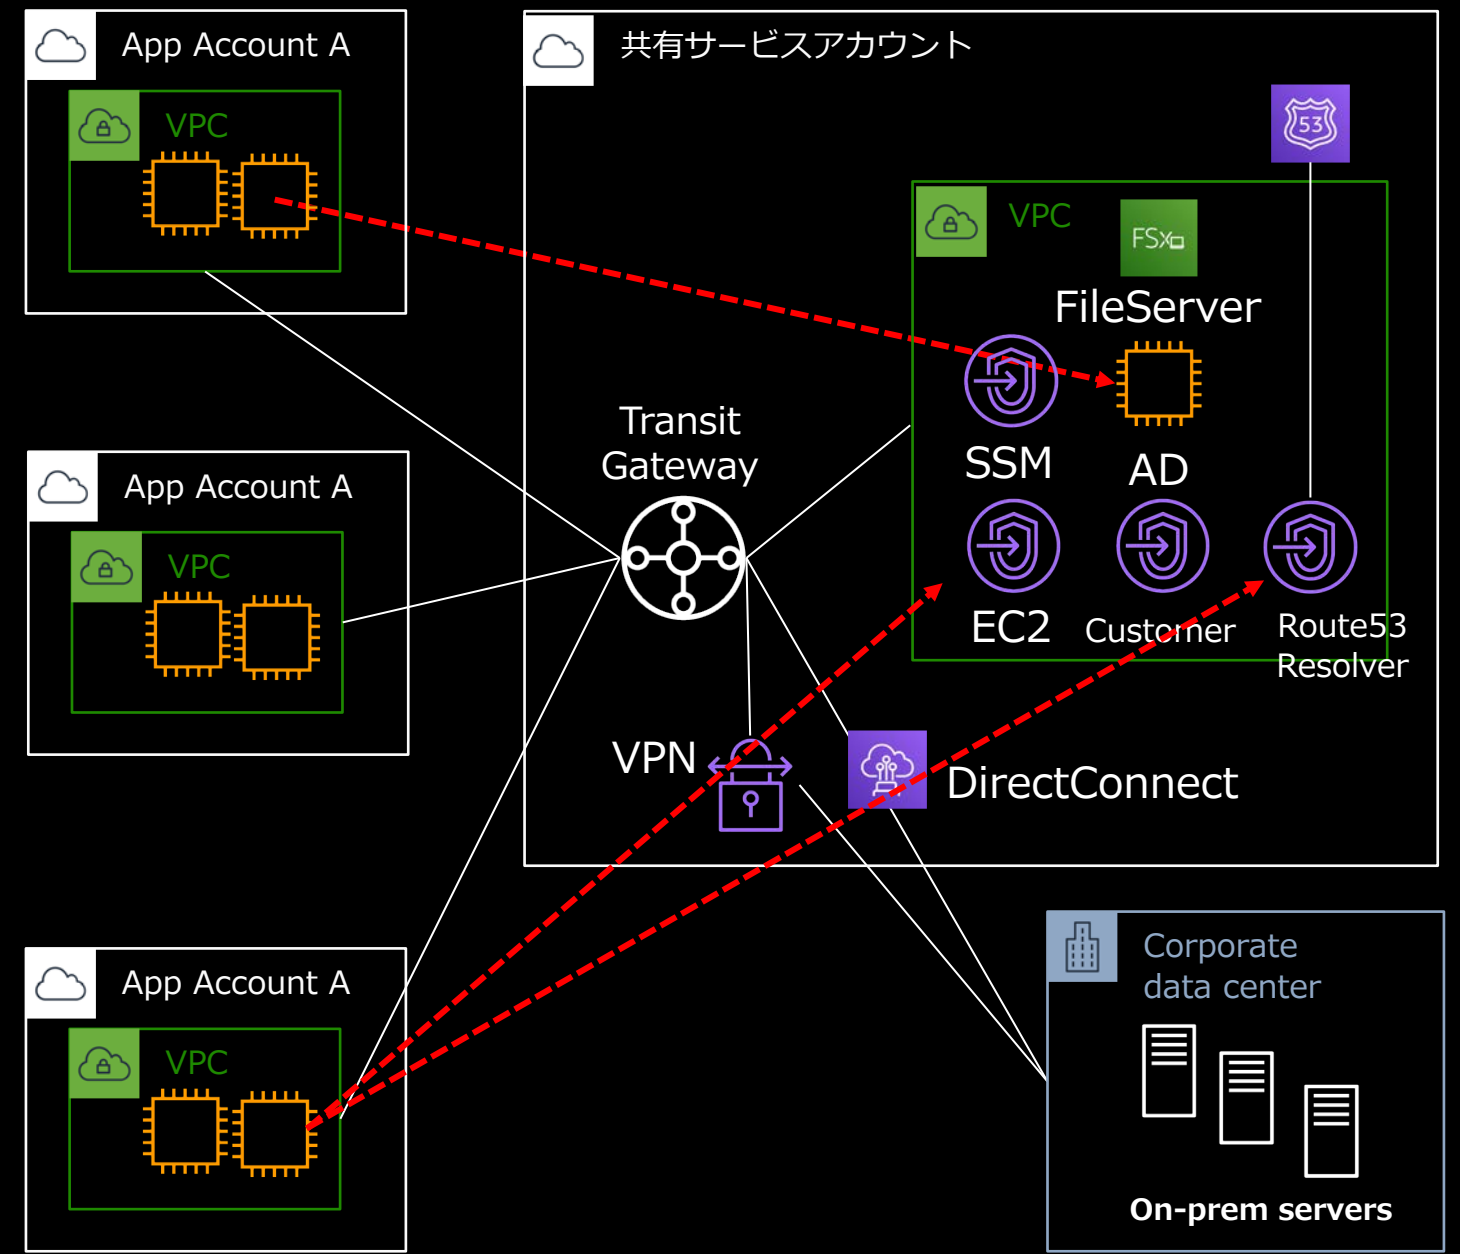 App Account A
VPC
App Account A
VPC
App Account A
VPC
共有サービスアカウント
53
VPC
FSx
FileServer
SSM
AD
EC2
Customer
Route53
Resolver
Transit
Gateway
VPN
DirectConnect
Corporate
data center
On-prem servers